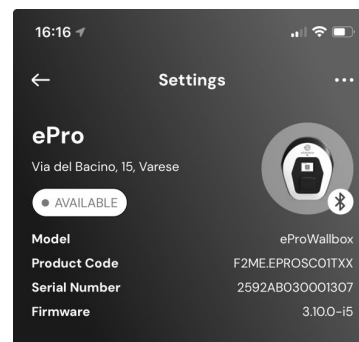 16:16
Settings
ePro
Via del Bacino, 15, Varese
AVAILABLE
Model eProWallbox
Product Code F2ME.EPROSC01TXX
Serial Number 2592AB030001307
Firmware 3.10.0-i5